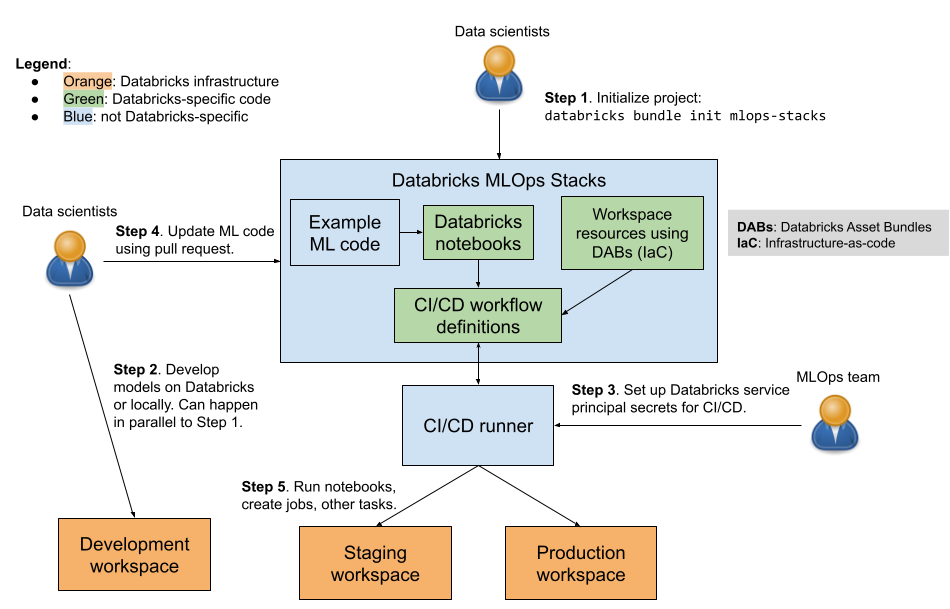 Data scientists
Legend:
● Orange: Databricks infrastructure
● Green: Databricks-specific code
● Blue: not Databricks-specific
Step 1. Initialize project:
databricks bundle init mlops-stacks
Databricks MLOps Stacks
Example
ML code
Databricks
notebooks
Workspace
resources using
DABs (IaC)
CI/CD workflow
definitions
DABs: Databricks Asset Bundles
IaC: Infrastructure-as-code
Data scientists
Step 4. Update ML code
using pull request.
Step 2. Develop
models on Databricks
or locally. Can happen
in parallel to Step 1.
CI/CD runner
Step 3. Set up Databricks service
principal secrets for CI/CD.
MLOps team
Step 5. Run notebooks,
create jobs, other tasks.
Development
workspace
Staging
workspace
Production
workspace